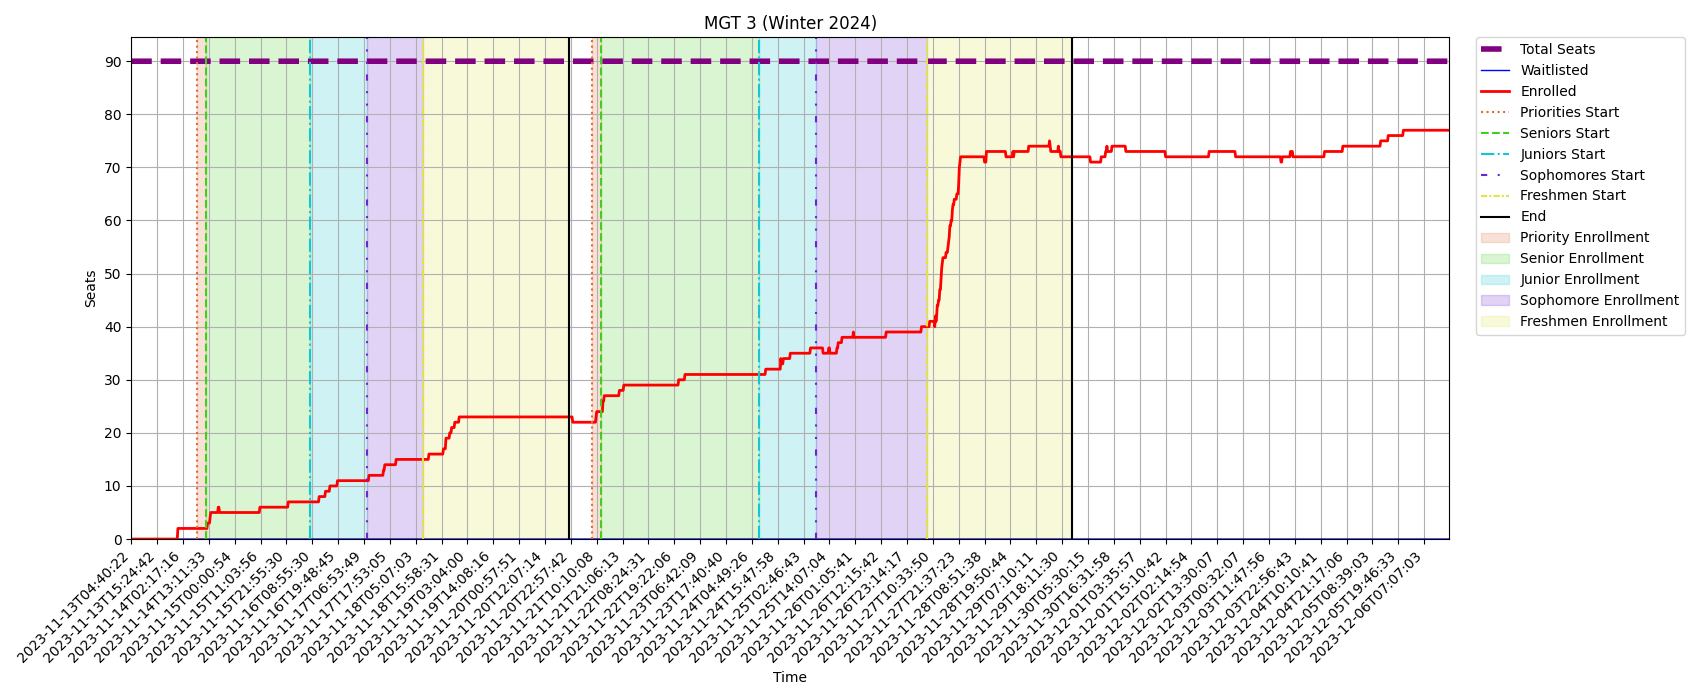 MGT 3 (Winter 2024)
Seats
90
80
70
60
50
40
30
20
10
0
2023-11-13T04:40:22
2023-11-13T15:24:42
2023-11-14T02:17:16
2023-11-14T13:11:33
2023-11-15T00:00:54
2023-11-15T11:03:56
2023-11-15T21:55:30
2023-11-16T08:55:30
2023-11-16T19:48:45
2023-11-17T06:53:49
2023-11-17T17:53:05
2023-11-18T05:07:03
2023-11-18T15:58:31
2023-11-19T03:04:00
2023-11-19T14:08:16
2023-11-20T00:57:51
2023-11-20T12:07:14
2023-11-20T22:57:42
2023-11-21T10:10:08
2023-11-21T21:06:13
2023-11-22T08:24:31
2023-11-22T19:22:06
2023-11-23T06:42:09
2023-11-23T17:40:40
2023-11-24T04:49:26
2023-11-24T15:47:58
2023-11-25T02:46:43
2023-11-25T14:07:04
2023-11-26T01:05:41
2023-11-26T12:15:42
2023-11-26T23:14:17
2023-11-27T10:33:50
2023-11-27T21:37:23
2023-11-28T08:51:38
2023-11-28T19:50:44
2023-11-29T07:10:11
2023-11-29T18:11:30
2023-11-30T05:30:15
2023-11-30T16:31:58
2023-12-01T03:35:57
2023-12-01T15:10:42
2023-12-02T02:14:54
2023-12-02T13:30:07
2023-12-03T00:32:07
2023-12-03T11:47:56
2023-12-03T22:56:43
2023-12-04T10:10:41
2023-12-04T21:17:06
2023-12-05T08:39:03
2023-12-05T19:46:33
2023-12-06T07:07:03
Time
Total Seats
Waitlisted
Enrolled
Priorities Start
Seniors Start
Juniors Start
Sophomores Start
Freshmen Start
End
Priority Enrollment
Senior Enrollment
Junior Enrollment
Sophomore Enrollment
Freshmen Enrollment